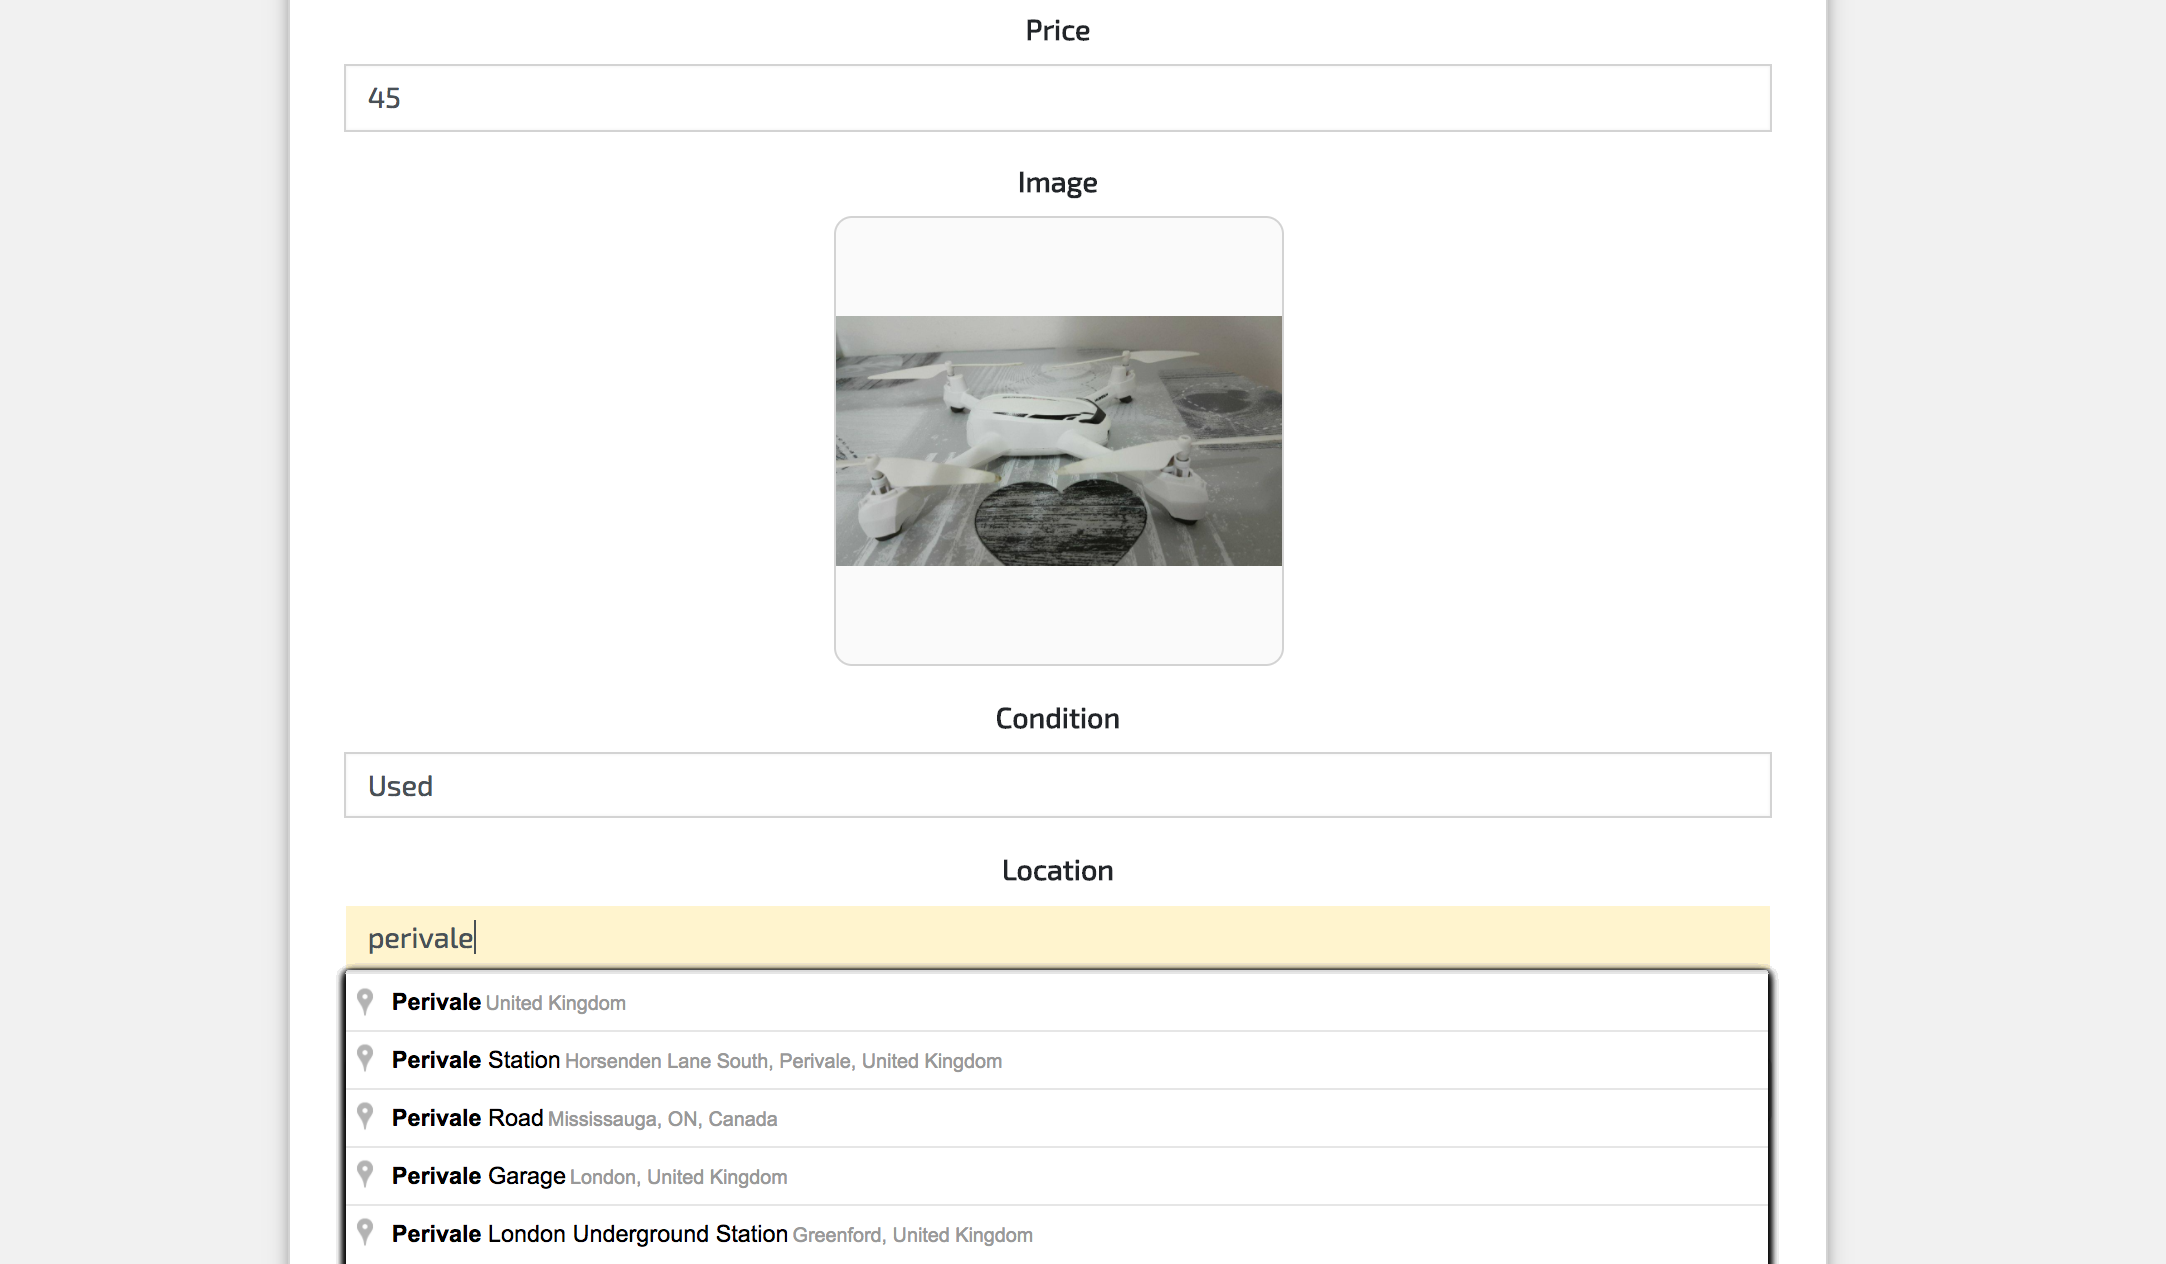 Price
45
Image
Condition
Used
Location
perivale
Perivale United Kingdom
Perivale Station Horsenden Lane South, Perivale, United Kingdom
Perivale Road Mississauga, ON, Canada
Perivale Garage London, United Kingdom
Perivale London Underground Station Greenford, United Kingdom